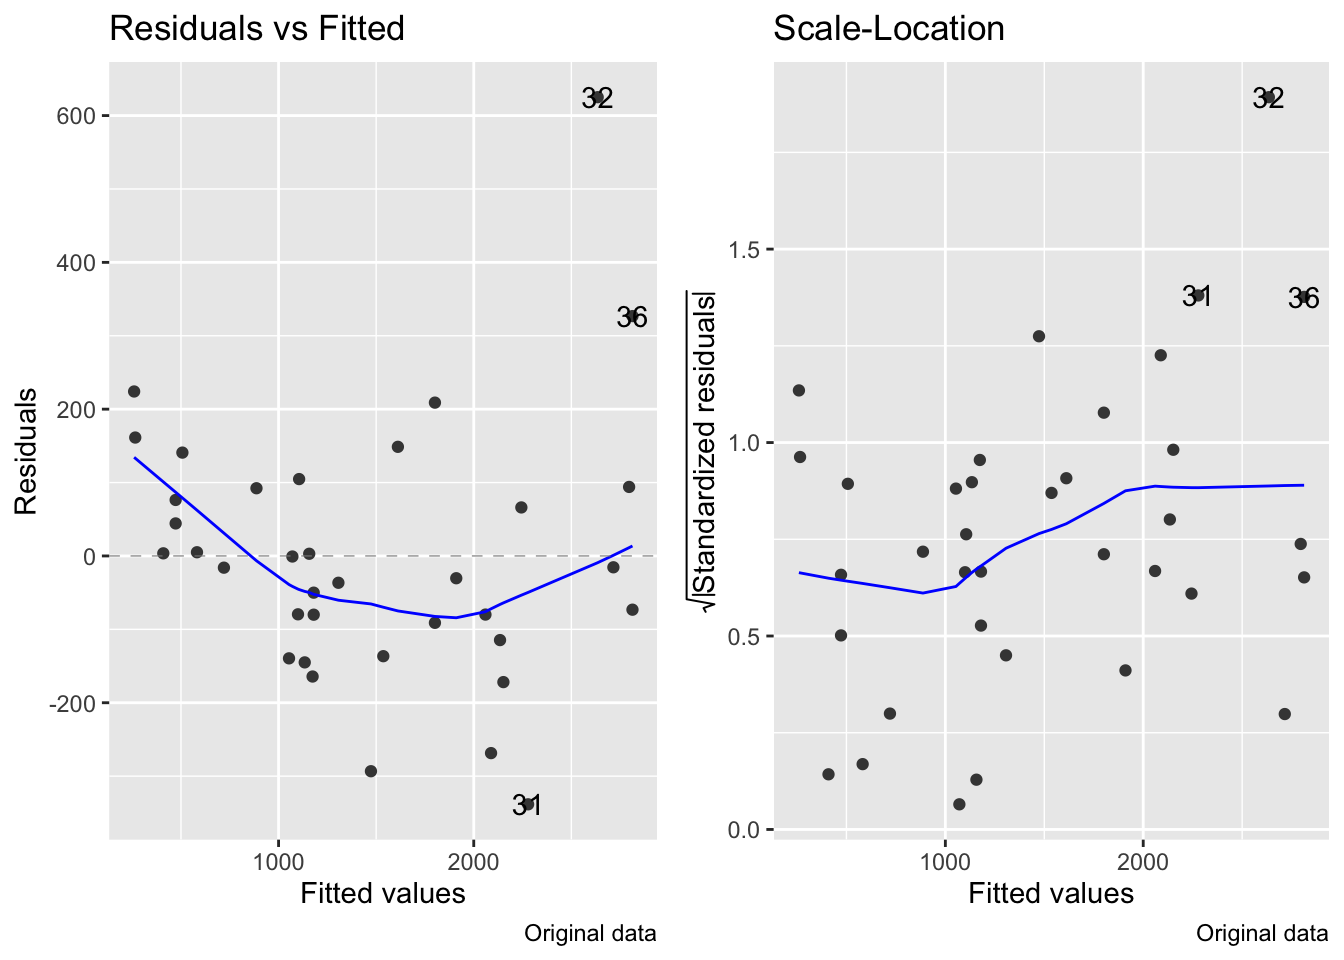 Residuals vs Fitted
600
400
200
0
-200
Residuals
32
36
31
1000
2000
Fitted values
Original data
Scale-Location
1.5
1.0
0.5
0.0
√|Standardized residuals|
32
31
36
1000
2000
Fitted values
Original data